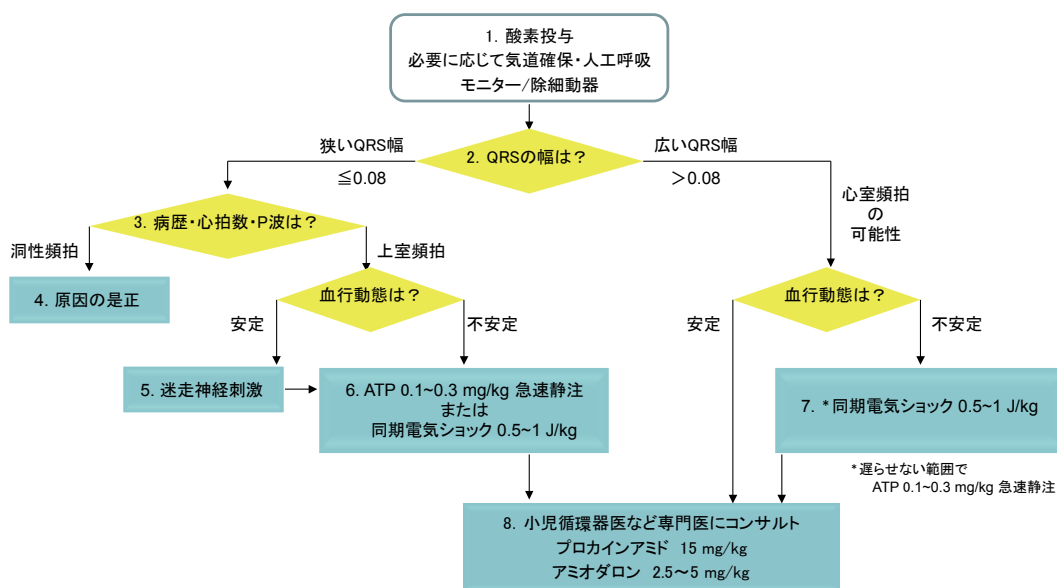 1. 酸素投与
必要に応じて気道確保・人工呼吸
モニター/除細動器
狭いQRS幅
≦0.08
2. QRSの幅は？
広いQRS幅
＞0.08
3. 病歴・心拍数・P波は？
心室頻拍
の
可能性
洞性頻拍
上室頻拍
4. 原因の是正
血行動態は？
血行動態は？
安定
不安定
安定
不安定
5. 迷走神経刺激
6. ATP 0.1~0.3 mg/kg 急速静注
または
同期電気ショック 0.5~1 J/kg
7. *同期電気ショック 0.5~1 J/kg
*遅らせない範囲で
ATP 0.1~0.3 mg/kg 急速静注
8. 小児循環器医など専門医にコンサルト
プロカインアミド 15 mg/kg
アミオダロン 2.5～5 mg/kg